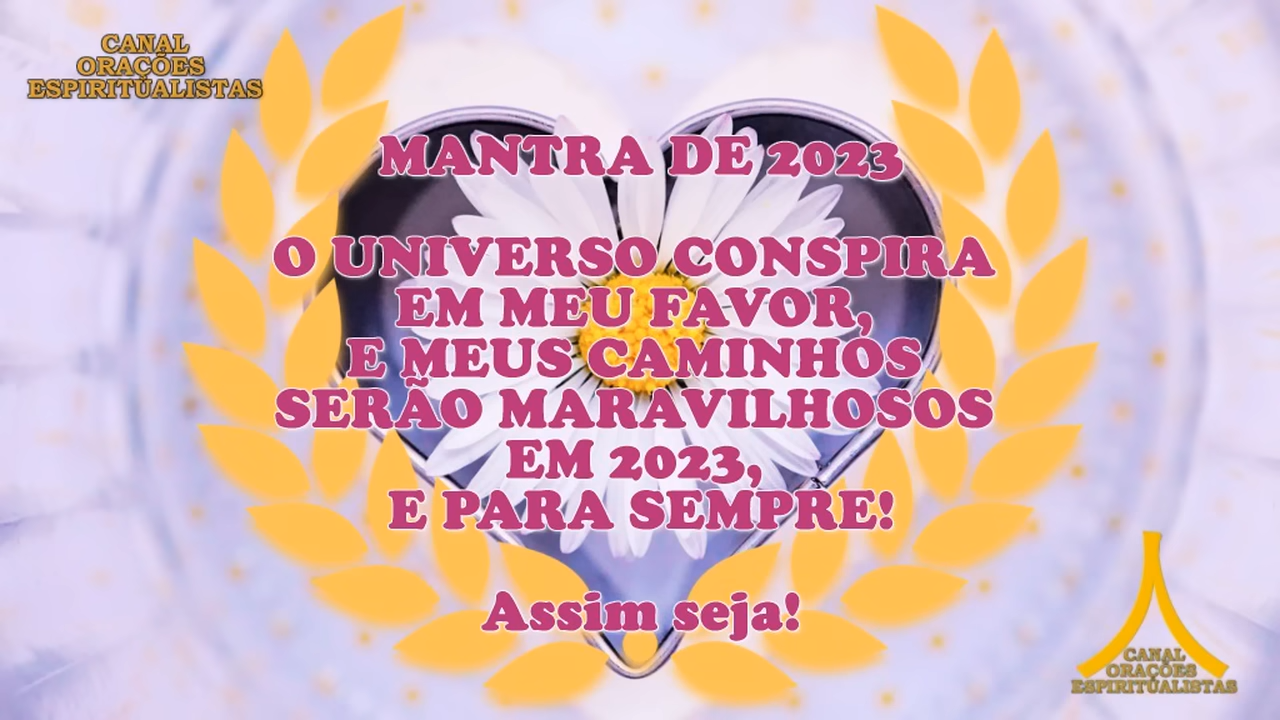 CANAL
ORAÇÕES
ESPIRITUALISTAS
MANTRA DE 2023
O UNIVERSO CONSPIRA
EM MEU FAVOR,
E MEUS CAMINHOS
SERÃO MARAVILHOSOS
EM 2023,
E PARA SEMPRE!
Assim seja!
CANAL
ORAÇÕES
ESPIRITUALISTAS